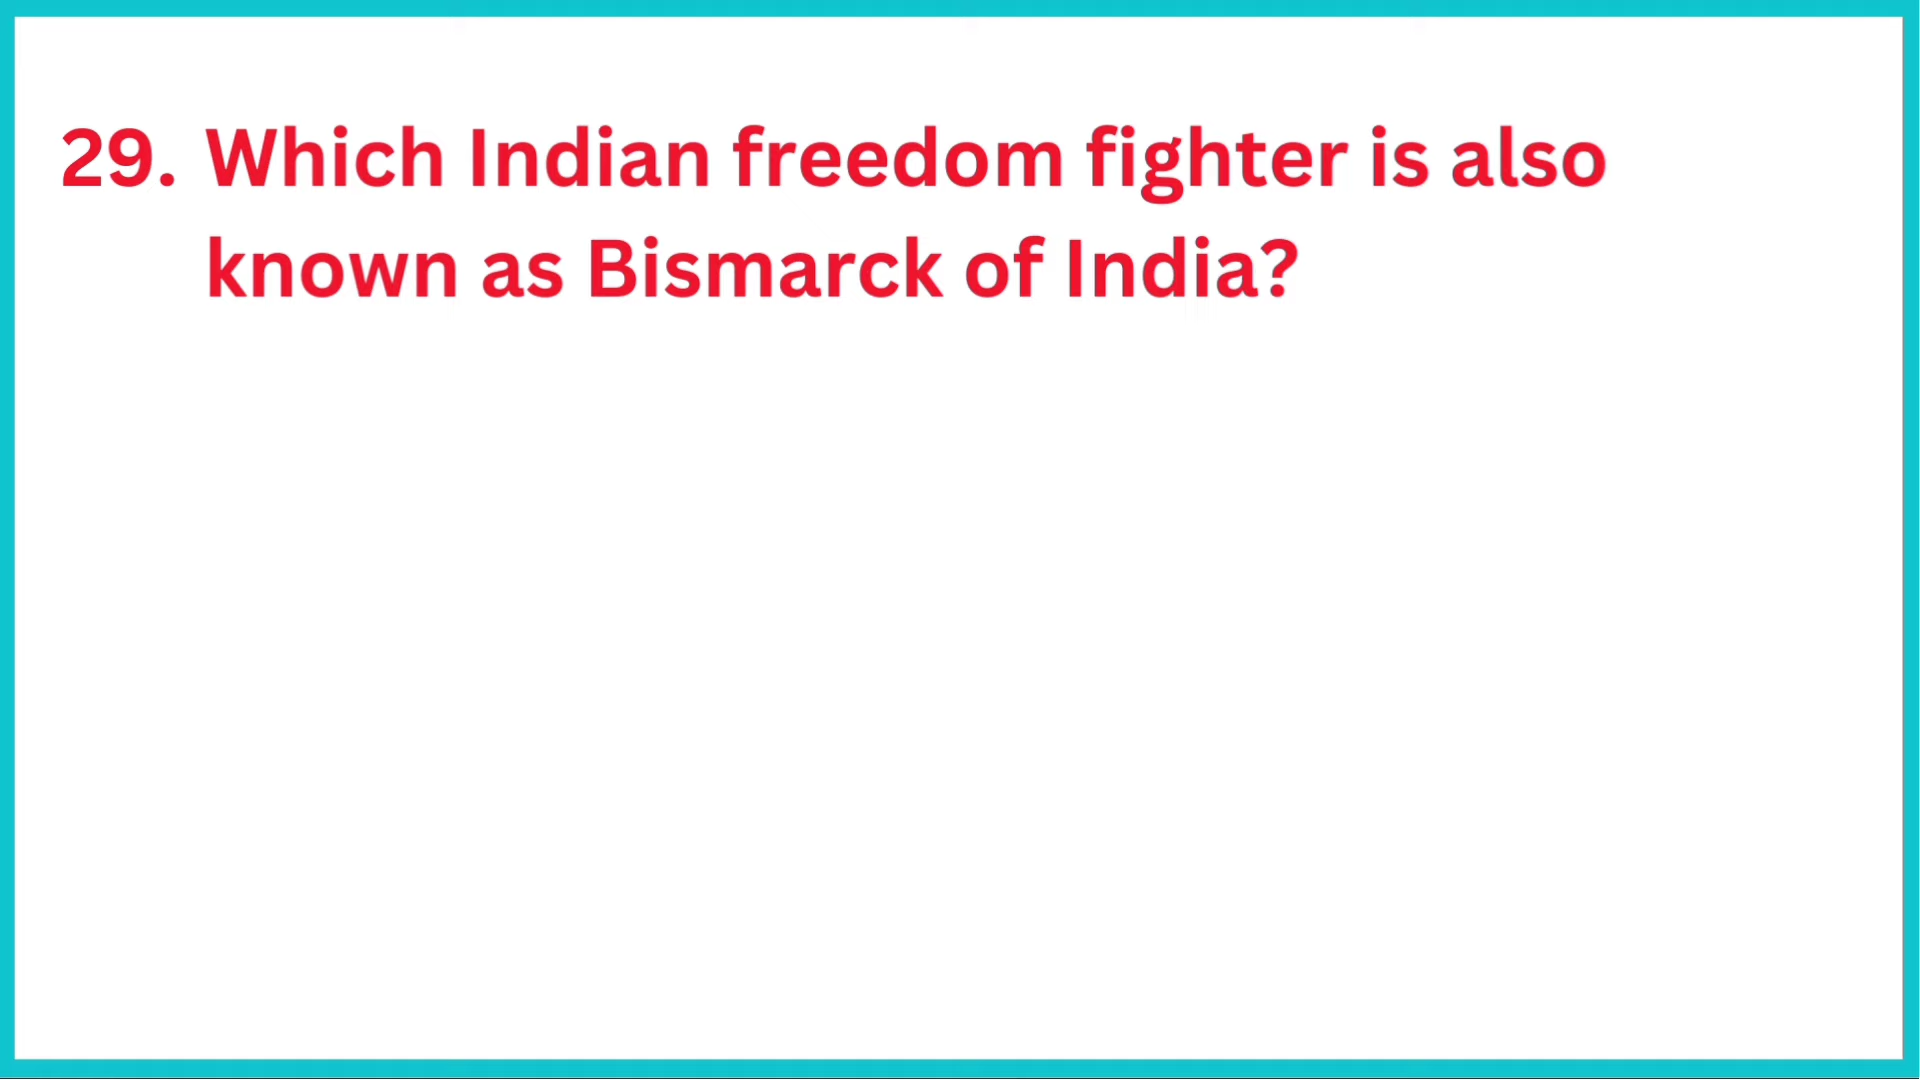 29. Which Indian freedom fighter is also
known as Bismarck of India?